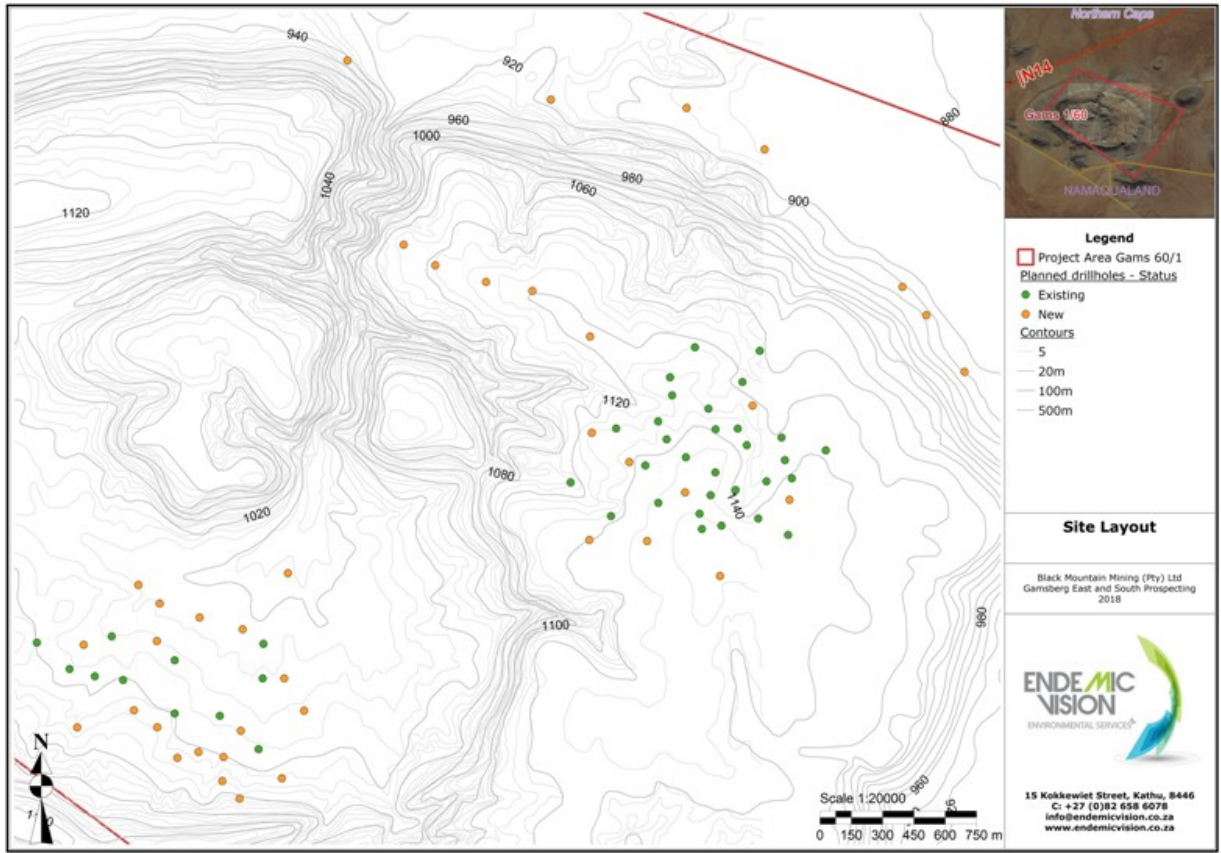 940
920
880
960
1000
980
1060
1040
1120
900
1120
1080
1140
1020
1100
980
960
N
Scale 1:20000
0 150 300 450 600 750 m
Northern Cape
N14
Gams 1/60
NAMAQUALAND
Legend
Project Area Gams 60/1
Planned drillholes - Status
Existing
New
Contours
5
20m
100m
500m
Site Layout
Black Mountain Mining (Pty) Ltd
Gamsberg East and South Prospecting
2018
ENDEMIC
VISION
ENVIRONMENTAL SERVICES
15 Kokkewiet Street, Kathu, 8446
C: +27 (0)82 658 6078
info@endemicvision.co.za
www.endemicvision.co.za